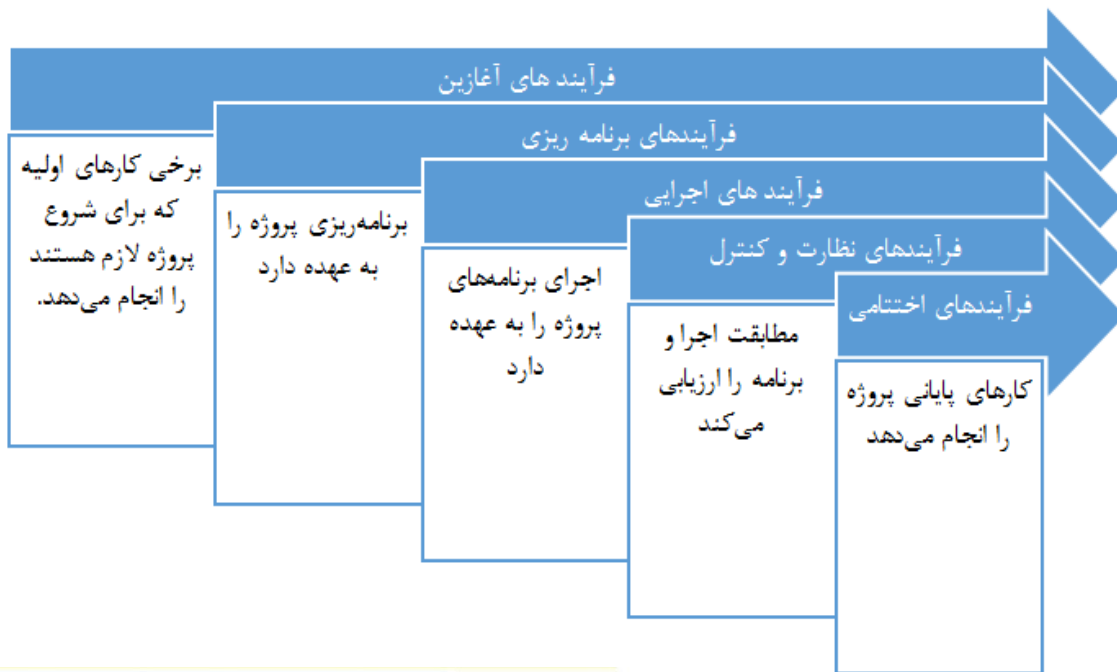 فرآیند های آغازین
برخی کارهای اولیه
که برای شروع
پروژه لازم هستند
را انجام می‌دهد.
فرآیندهای برنامه ریزی
برنامه‌ریزی پروژه را
به عهده دارد
فرآیند های اجرایی
اجرای برنامه‌های
پروژه را به عهده
دارد
فرآیندهای نظارت و کنترل
مطابقت اجرا و
برنامه را ارزیابی
می‌کند
فرآیندهای اختتامی
کارهای پایانی پروژه
را انجام می‌دهد